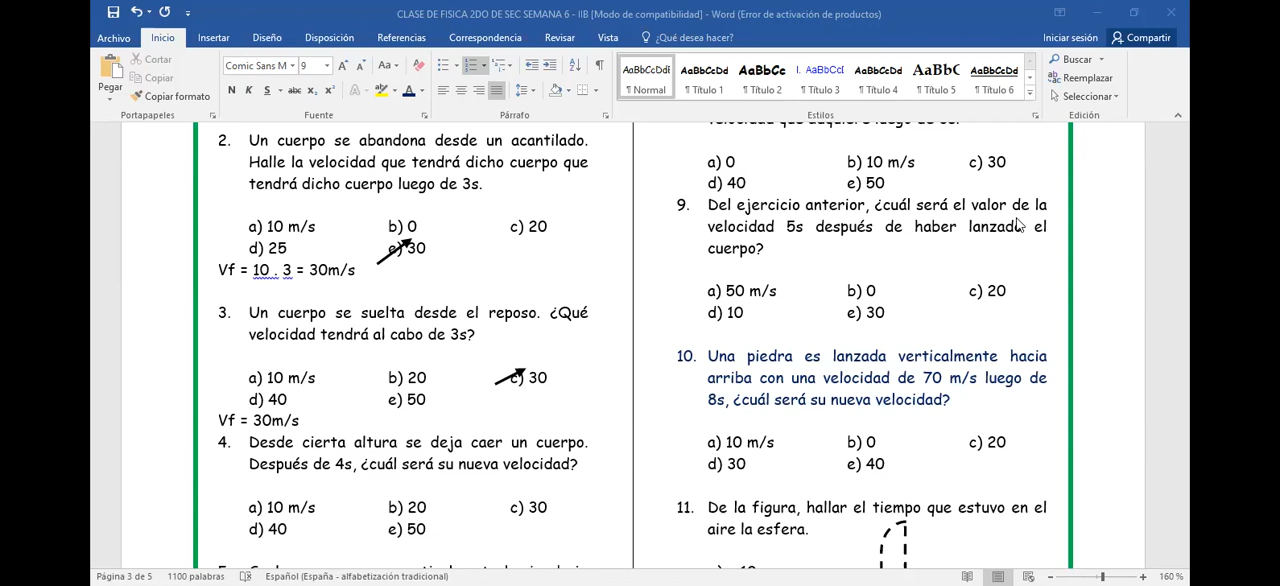 CLASE DE FISICA 2DO DE SEC SEMANA 6 - IIB [Modo de compatibilidad] - Word (Error de activación de productos)
Archivo Inicio Insertar Diseño Disposición Referencias Correspondencia Revisar Vista ¿Qué desea hacer? Iniciar sesión Compartir
Pegar
Cortar
Copiar
Copiar formato
Portapapeles
Comic Sans M 9
N K S abc x₂ x²
Fuente
Párrafo
AaBbCcDdE AaBbCcDd AaBbCc I. AaBbCcI AaBbCcDd AaBbC AaBbCcDd
¶ Normal ¶ Título 1 ¶ Título 2 ¶ Título 3 ¶ Título 4 ¶ Título 5 ¶ Título 6
Estilos
Buscar
Reemplazar
Seleccionar
Edición
2. Un cuerpo se abandona desde un acantilado.
Halle la velocidad que tendrá dicho cuerpo que
tendrá dicho cuerpo luego de 3s.
a) 10 m/s b) 0 c) 20
d) 25 e) 30
Vf = 10 . 3 = 30m/s
3. Un cuerpo se suelta desde el reposo. ¿Qué
velocidad tendrá al cabo de 3s?
a) 10 m/s b) 20 c) 30
d) 40 e) 50
Vf = 30m/s
4. Desde cierta altura se deja caer un cuerpo.
Después de 4s, ¿cuál será su nueva velocidad?
a) 10 m/s b) 20 c) 30
d) 40 e) 50
a) 0 b) 10 m/s c) 30
d) 40 e) 50
9. Del ejercicio anterior, ¿cuál será el valor de la
velocidad 5s después de haber lanzado el
cuerpo?
a) 50 m/s b) 0 c) 20
d) 10 e) 30
10. Una piedra es lanzada verticalmente hacia
arriba con una velocidad de 70 m/s luego de
8s, ¿cuál será su nueva velocidad?
a) 10 m/s b) 0 c) 20
d) 30 e) 40
11. De la figura, hallar el tiempo que estuvo en el
aire la esfera.
Página 3 de 5 1100 palabras Español (España - alfabetización tradicional) 160 %